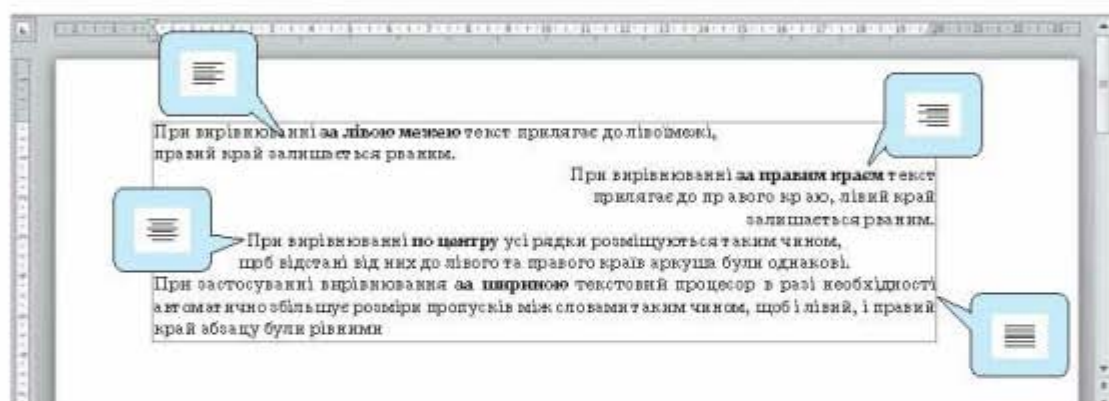 При вирівнюванні за лівою межею текст прилягає до лівої межі,
правий край залишається рваним.
При вирівнюванні за правим краєм текст
прилягає до правого краю, лівий край
залишається рваним.
При вирівнюванні по центру усі рядки розміщуються таким чином,
щоб відстані від них до лівого та правого країв аркуша були однакові.
При застосуванні вирівнювання за шириною текстовий процесор в разі необхідності
автоматично збільшує розміри пропусків між словами таким чином, щоб і лівий, і правий
край абзацу були рівними